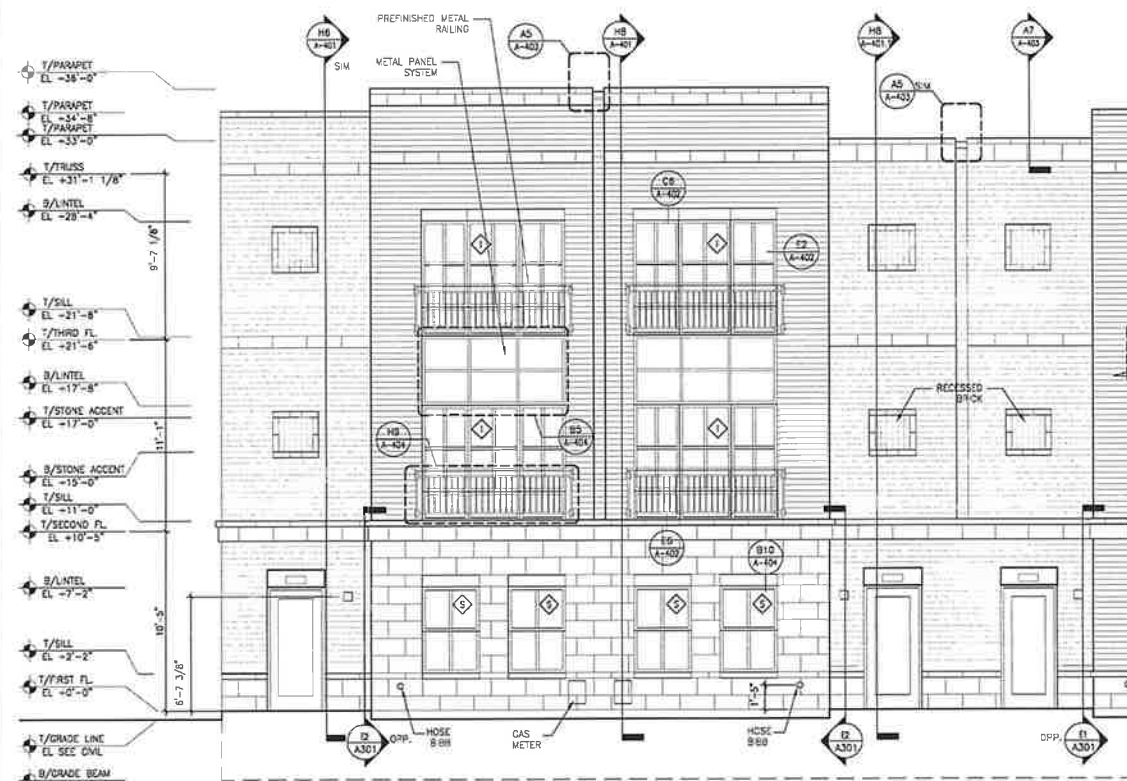 H6
A-401
SIM
PREFINISHED METAL
RAILING
METAL PANEL
SYSTEM
A5
A-403
H8
A-401
H8
A-401.1
A7
A-403
A5
A-403
SIM
T/PARAPET
EL +36'-0"
T/PARAPET
EL +34'-8"
T/PARAPET
EL +33'-0"
T/TRUSS
EL +31'-1 1/8"
B/LINTEL
EL +28'-4"
9'-7 1/8"
C6
A-402
E2
A-402
I
I
T/SILL
EL +21'-8"
T/THIRD FL.
EL +21'-6"
B/LINTEL
EL +17'-8"
T/STONE ACCENT
EL +17'-0"
11'-1"
RECESSED
BRICK
H9
A-404
B5
A-404
I
I
B/STONE ACCENT
EL +15'-0"
T/SILL
EL +11'-0"
T/SECOND FL.
EL +10'-5"
E6
A-402
B10
A-404
B/LINTEL
EL +7'-2"
S
S
S
S
10'-5"
6'-7 3/8"
T/SILL
EL +2'-2"
T/FIRST FL.
EL +0'-0"
1'-5"
T/GRADE LINE
EL SEE CIVIL
B/GRADE BEAM
E2
A301
OPP.
HOSE
BIBB
GAS
METER
HOSE
BIBB
E2
A301
OPP.
E1
A301